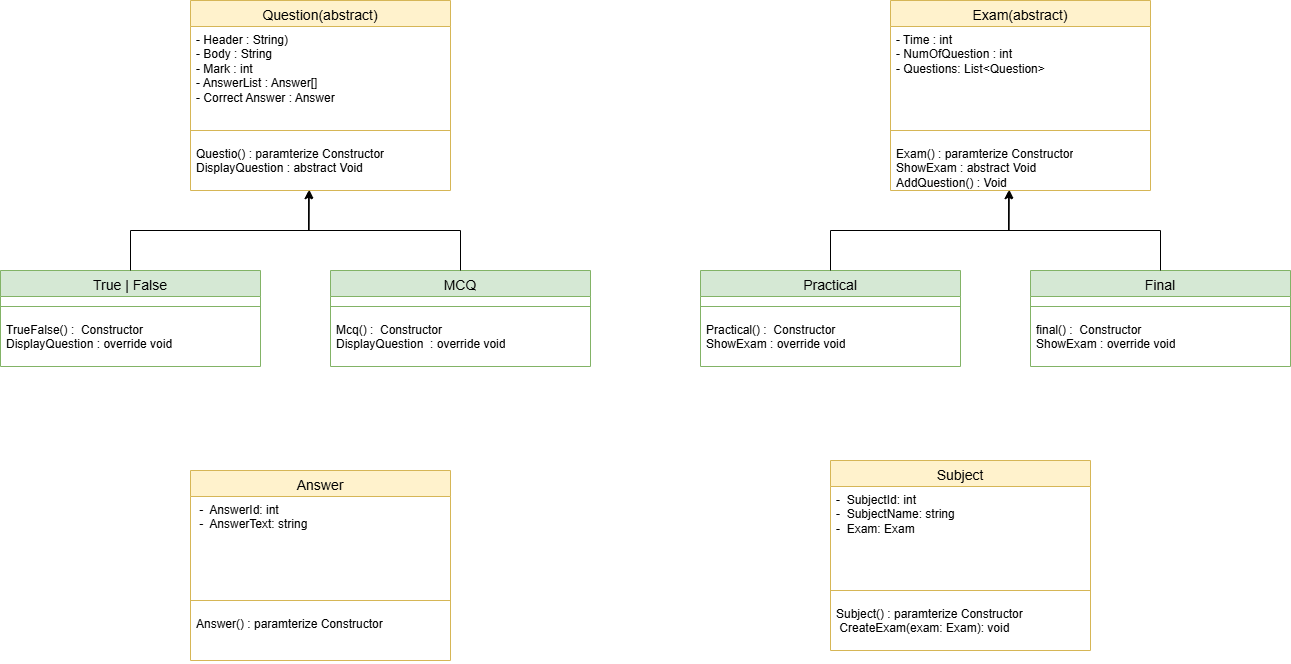 Question(abstract)
- Header : String)
- Body : String
- Mark : int
- AnswerList : Answer[]
- Correct Answer : Answer
Questio() : paramterize Constructor
DisplayQuestion : abstract Void
Exam(abstract)
- Time : int
- NumOfQuestion : int
- Questions: List<Question>
Exam() : paramterize Constructor
ShowExam : abstract Void
AddQuestion() : Void
True | False
TrueFalse() :  Constructor
DisplayQuestion : override void
MCQ
Mcq() :  Constructor
DisplayQuestion  : override void
Practical
Practical() :  Constructor
ShowExam : override void
Final
final() :  Constructor
ShowExam : override void
Answer
-  AnswerId: int
-  AnswerText: string
Answer() : paramterize Constructor
Subject
-  SubjectId: int
-  SubjectName: string
-  Exam: Exam
Subject() : paramterize Constructor
CreateExam(exam: Exam): void